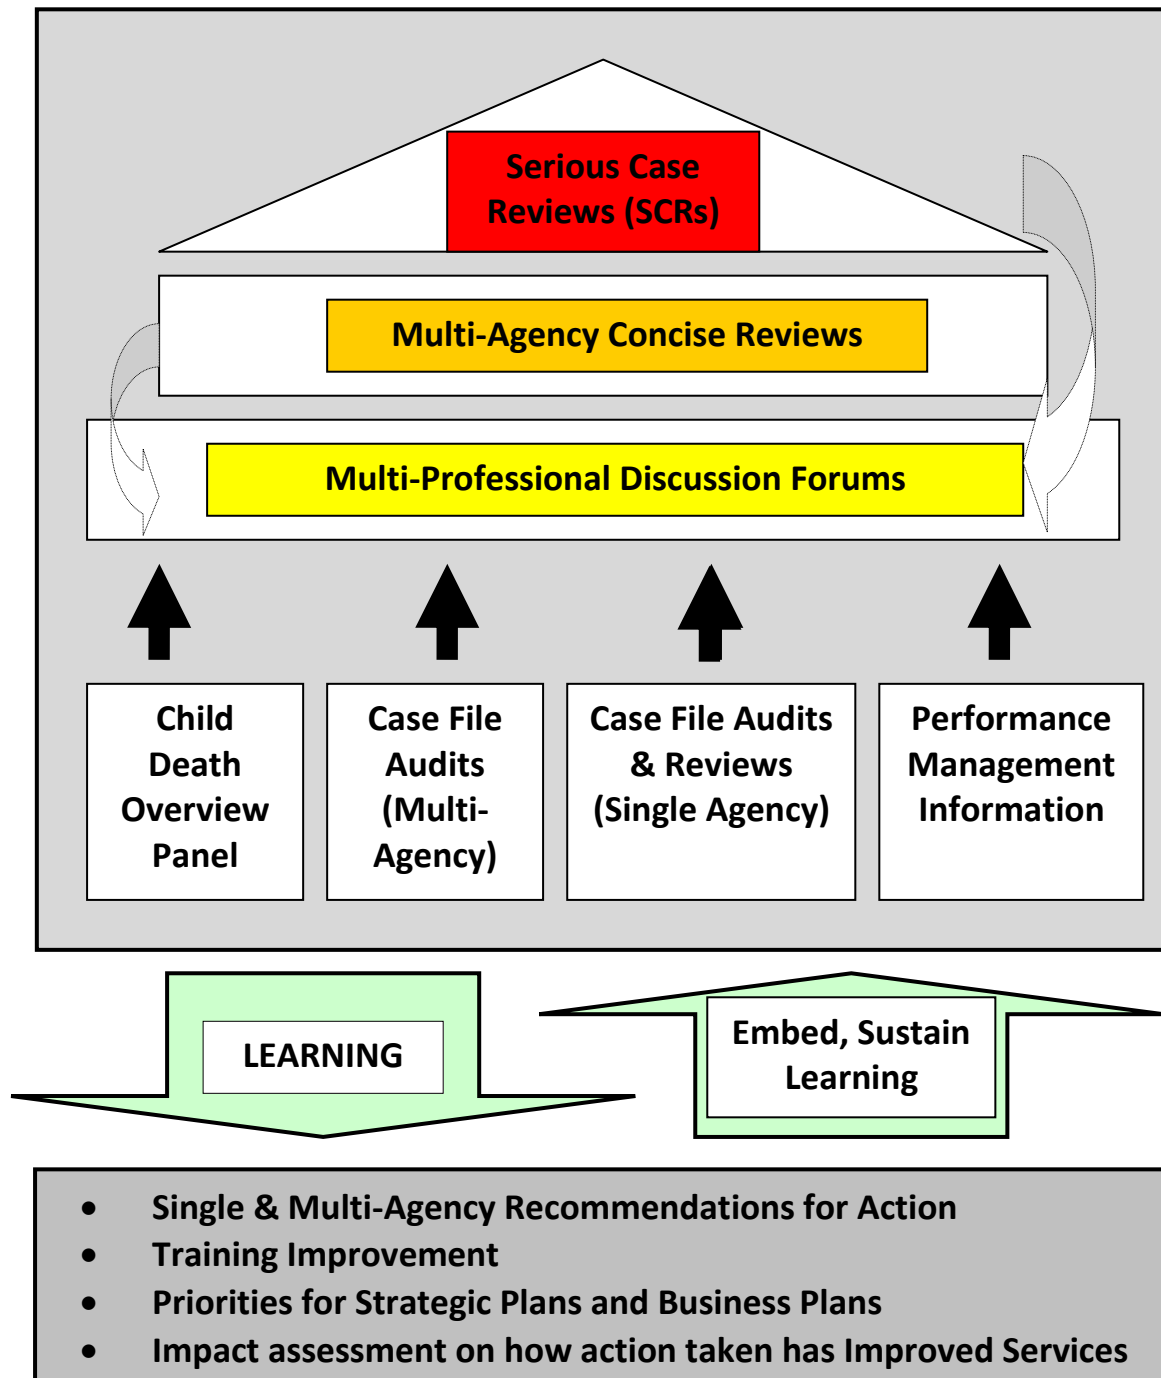 Serious Case
Reviews (SCRs)
Multi-Agency Concise Reviews
Multi-Professional Discussion Forums
Child
Death
Overview
Panel
Case File
Audits
(Multi-
Agency)
Case File Audits
& Reviews
(Single Agency)
Performance
Management
Information
LEARNING
Embed, Sustain
Learning
• Single & Multi-Agency Recommendations for Action
• Training Improvement
• Priorities for Strategic Plans and Business Plans
• Impact assessment on how action taken has Improved Services